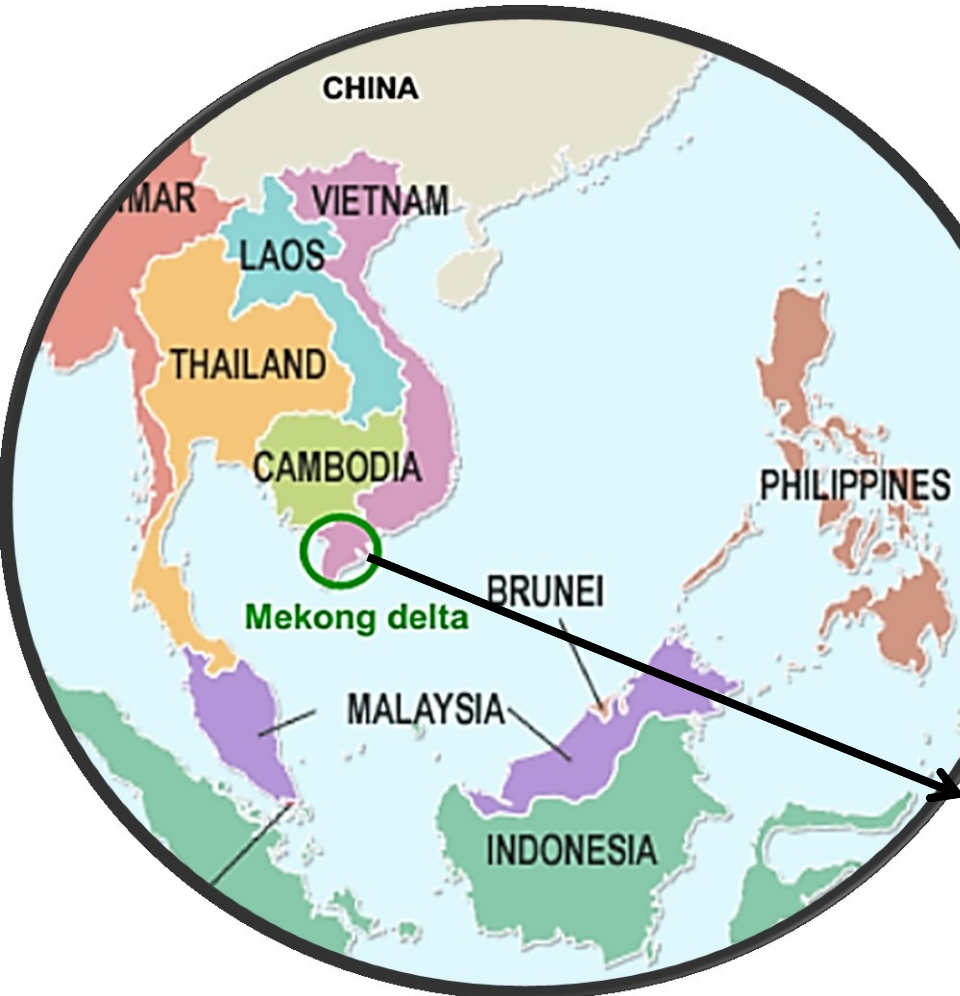 CHINA
MAR
VIETNAM
LAOS
THAILAND
CAMBODIA
PHILIPPINES
BRUNEI
Mekong delta
MALAYSIA
INDONESIA